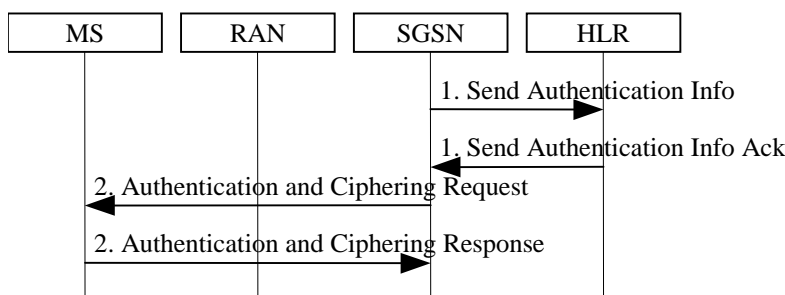 MS RAN SGSN HLR
1. Send Authentication Info
1. Send Authentication Info Ack
2. Authentication and Ciphering Request
2. Authentication and Ciphering Response